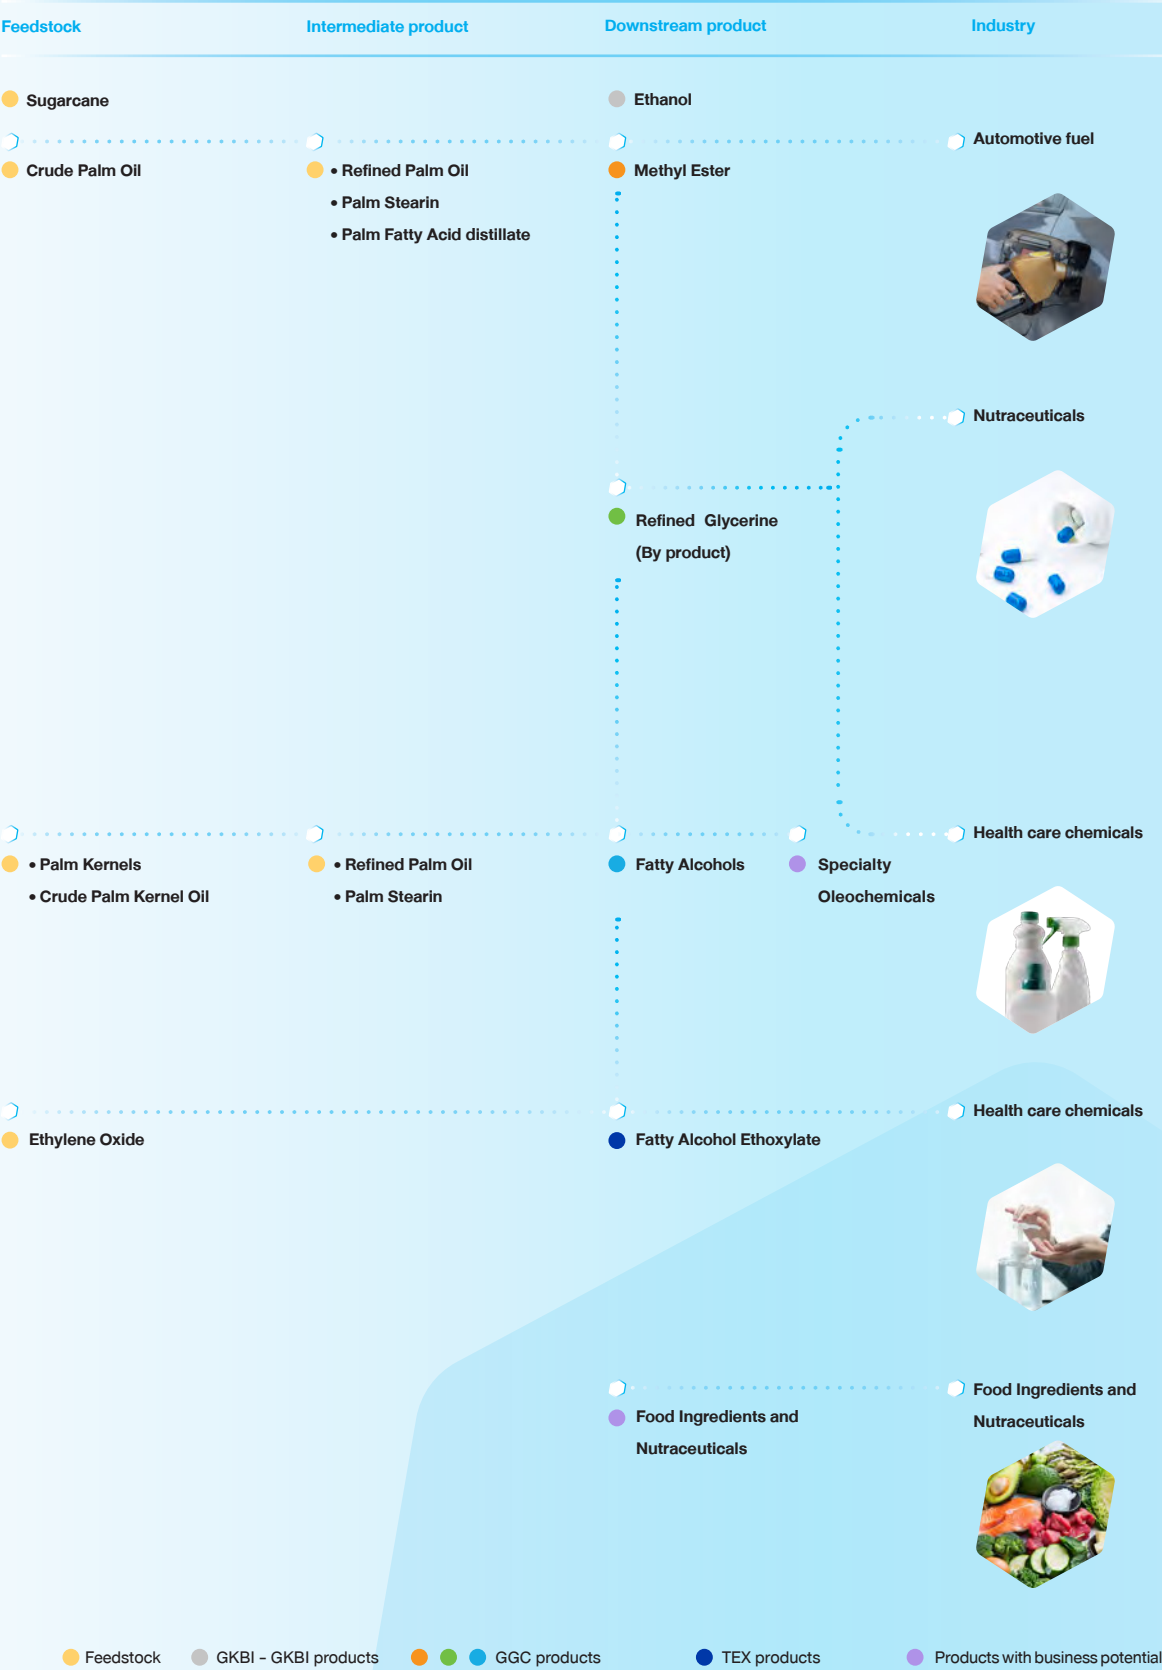 Feedstock
Intermediate product
Downstream product
Industry
Sugarcane
Ethanol
Automotive fuel
Crude Palm Oil
• Refined Palm Oil
• Palm Stearin
• Palm Fatty Acid distillate
Methyl Ester
Nutraceuticals
Refined Glycerine
(By product)
Health care chemicals
• Palm Kernels
• Crude Palm Kernel Oil
• Refined Palm Oil
• Palm Stearin
Fatty Alcohols
Specialty
Oleochemicals
Health care chemicals
Ethylene Oxide
Fatty Alcohol Ethoxylate
Food Ingredients and
Nutraceuticals
Food Ingredients and
Nutraceuticals
Feedstock
GKBI - GKBI products
GGC products
TEX products
Products with business potential